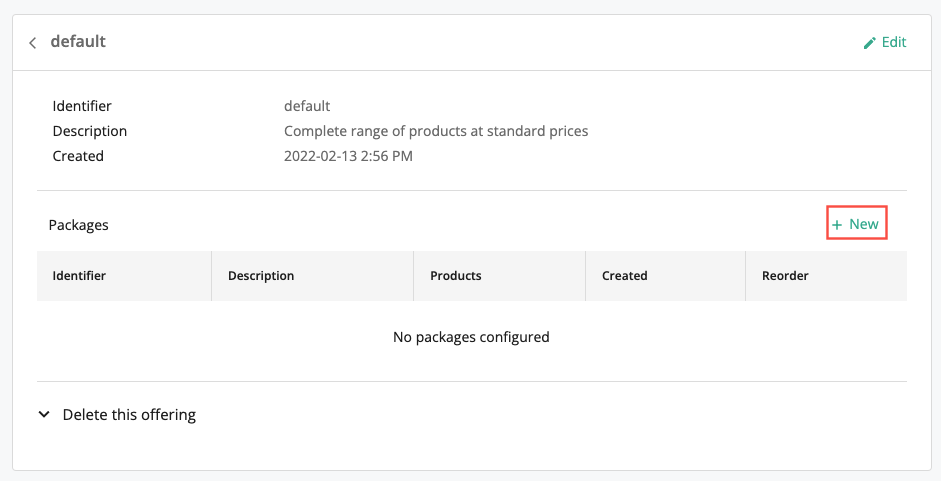 default
Edit
Identifier default
Description Complete range of products at standard prices
Created 2022-02-13 2:56 PM
Packages
+ New
Identifier Description Products Created Reorder
No packages configured
Delete this offering